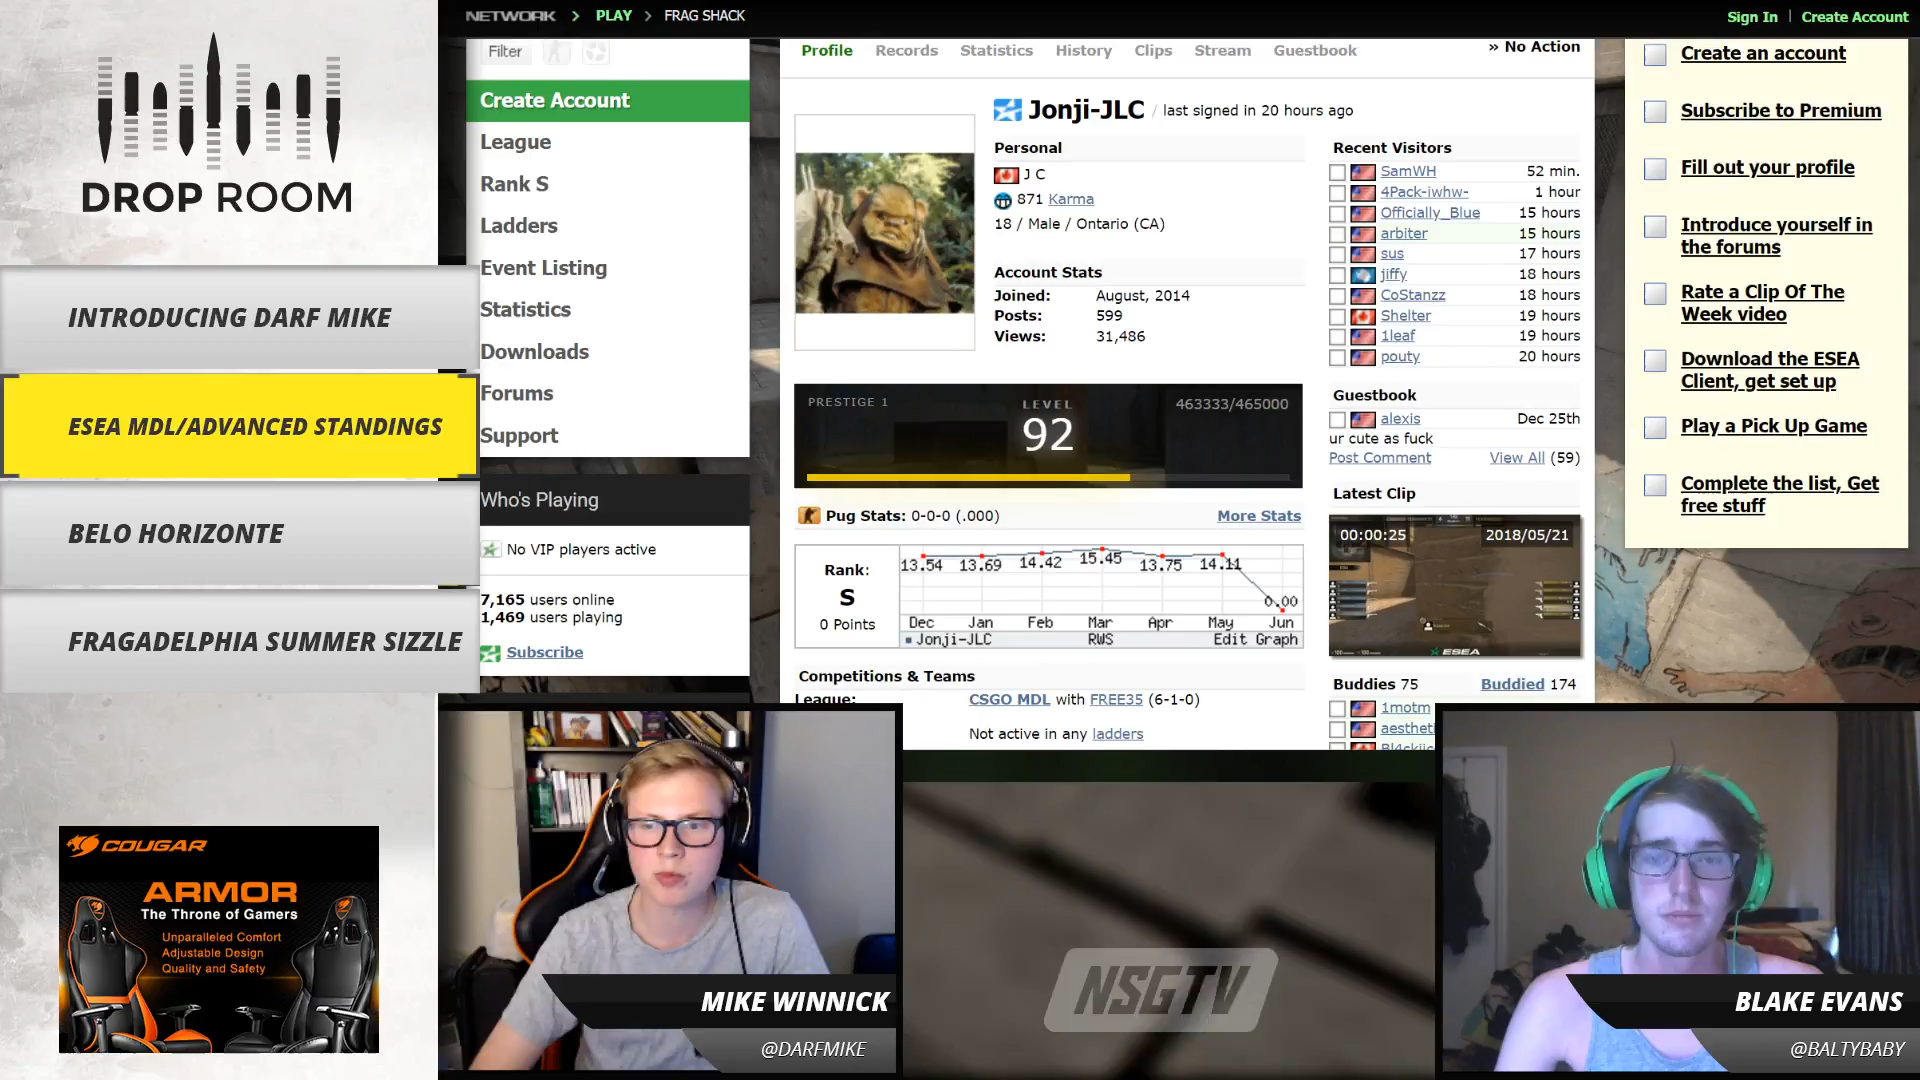 DROP ROOM
INTRODUCING DARF MIKE
ESEA MDL/ADVANCED STANDINGS
BELO HORIZONTE
FRAGADELPHIA SUMMER SIZZLE
COUGAR
ARMOR
The Throne of Gamers
Unparalleled Comfort
Adjustable Design
Quality and Safety
NETWORK > PLAY > FRAG SHACK
Sign In | Create Account
Filter
Create Account
League
Rank S
Ladders
Event Listing
Statistics
Downloads
Forums
Support
Who's Playing
No VIP players active
7,165 users online
1,469 users playing
Subscribe
Profile Records Statistics History Clips Stream Guestbook
» No Action
Jonji-JLC / last signed in 20 hours ago
Personal
J C
871 Karma
18 / Male / Ontario (CA)
Account Stats
Joined: August, 2014
Posts: 599
Views: 31,486
PRESTIGE 1
LEVEL
92
463333/465000
Pug Stats: 0-0-0 (.000)
More Stats
Rank:
S
0 Points
13.54 13.69 14.42 15.45 13.75 14.11 0.00
Dec Jan Feb Mar Apr May Jun
Jonji-JLC RWS Edit Graph
Competitions & Teams
League: CSGO MDL with FREE35 (6-1-0)
Not active in any ladders
Recent Visitors
SamWH 52 min.
4Pack-iwhw- 1 hour
Officially_Blue 15 hours
arbiter 15 hours
sus 17 hours
jiffy 18 hours
CoStanzz 18 hours
Shelter 19 hours
1leaf 19 hours
pouty 20 hours
Guestbook
alexis Dec 25th
ur cute as fuck
Post Comment View All (59)
Latest Clip
00:00:25 2018/05/21
ESEA
Buddies 75 Buddied 174
1motm
aestheti
Create an account
Subscribe to Premium
Fill out your profile
Introduce yourself in
the forums
Rate a Clip Of The
Week video
Download the ESEA
Client, get set up
Play a Pick Up Game
Complete the list, Get
free stuff
MIKE WINNICK
@DARFMIKE
NSGTV
BLAKE EVANS
@BALTYBABY